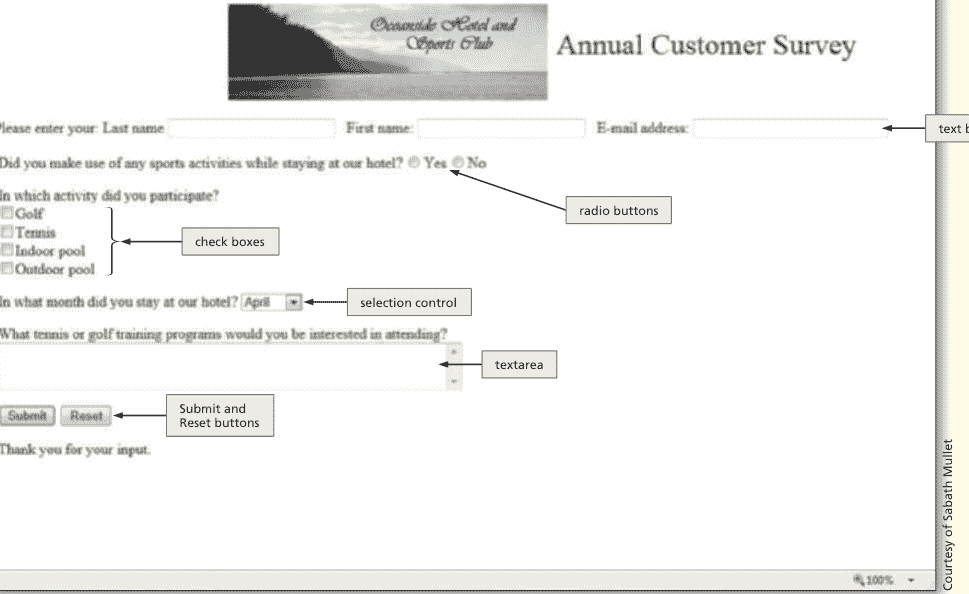 Oceanside Hotel and
Sports Club
Annual Customer Survey
Please enter your: Last name
First name:
E-mail address:
text b
Did you make use of any sports activities while staying at our hotel? Yes No
radio buttons
In which activity did you participate?
Golf
Tennis
Indoor pool
Outdoor pool
check boxes
In what month did you stay at our hotel? April
selection control
What tennis or golf training programs would you be interested in attending?
textarea
Submit Reset
Submit and
Reset buttons
Thank you for your input.
100%
Courtesy of Sabath Mullet